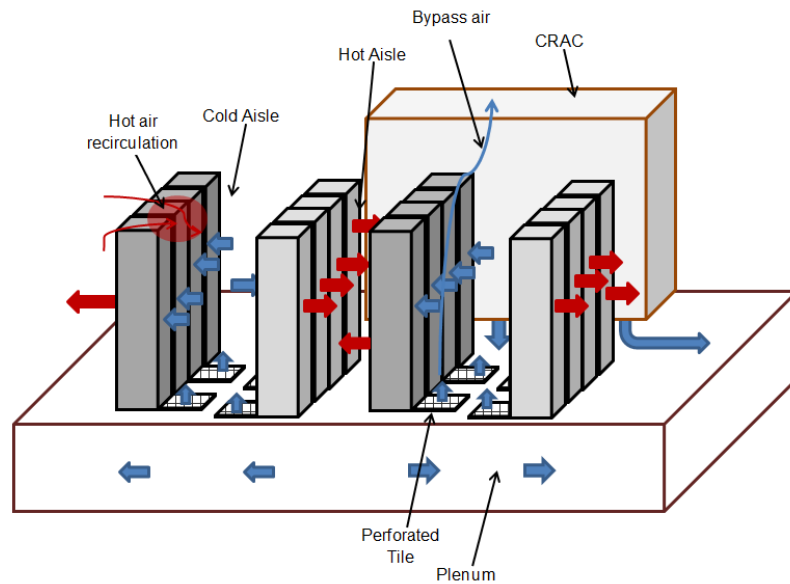 Bypass air
CRAC
Hot Aisle
Hot air
recirculation
Cold Aisle
Perforated
Tile
Plenum